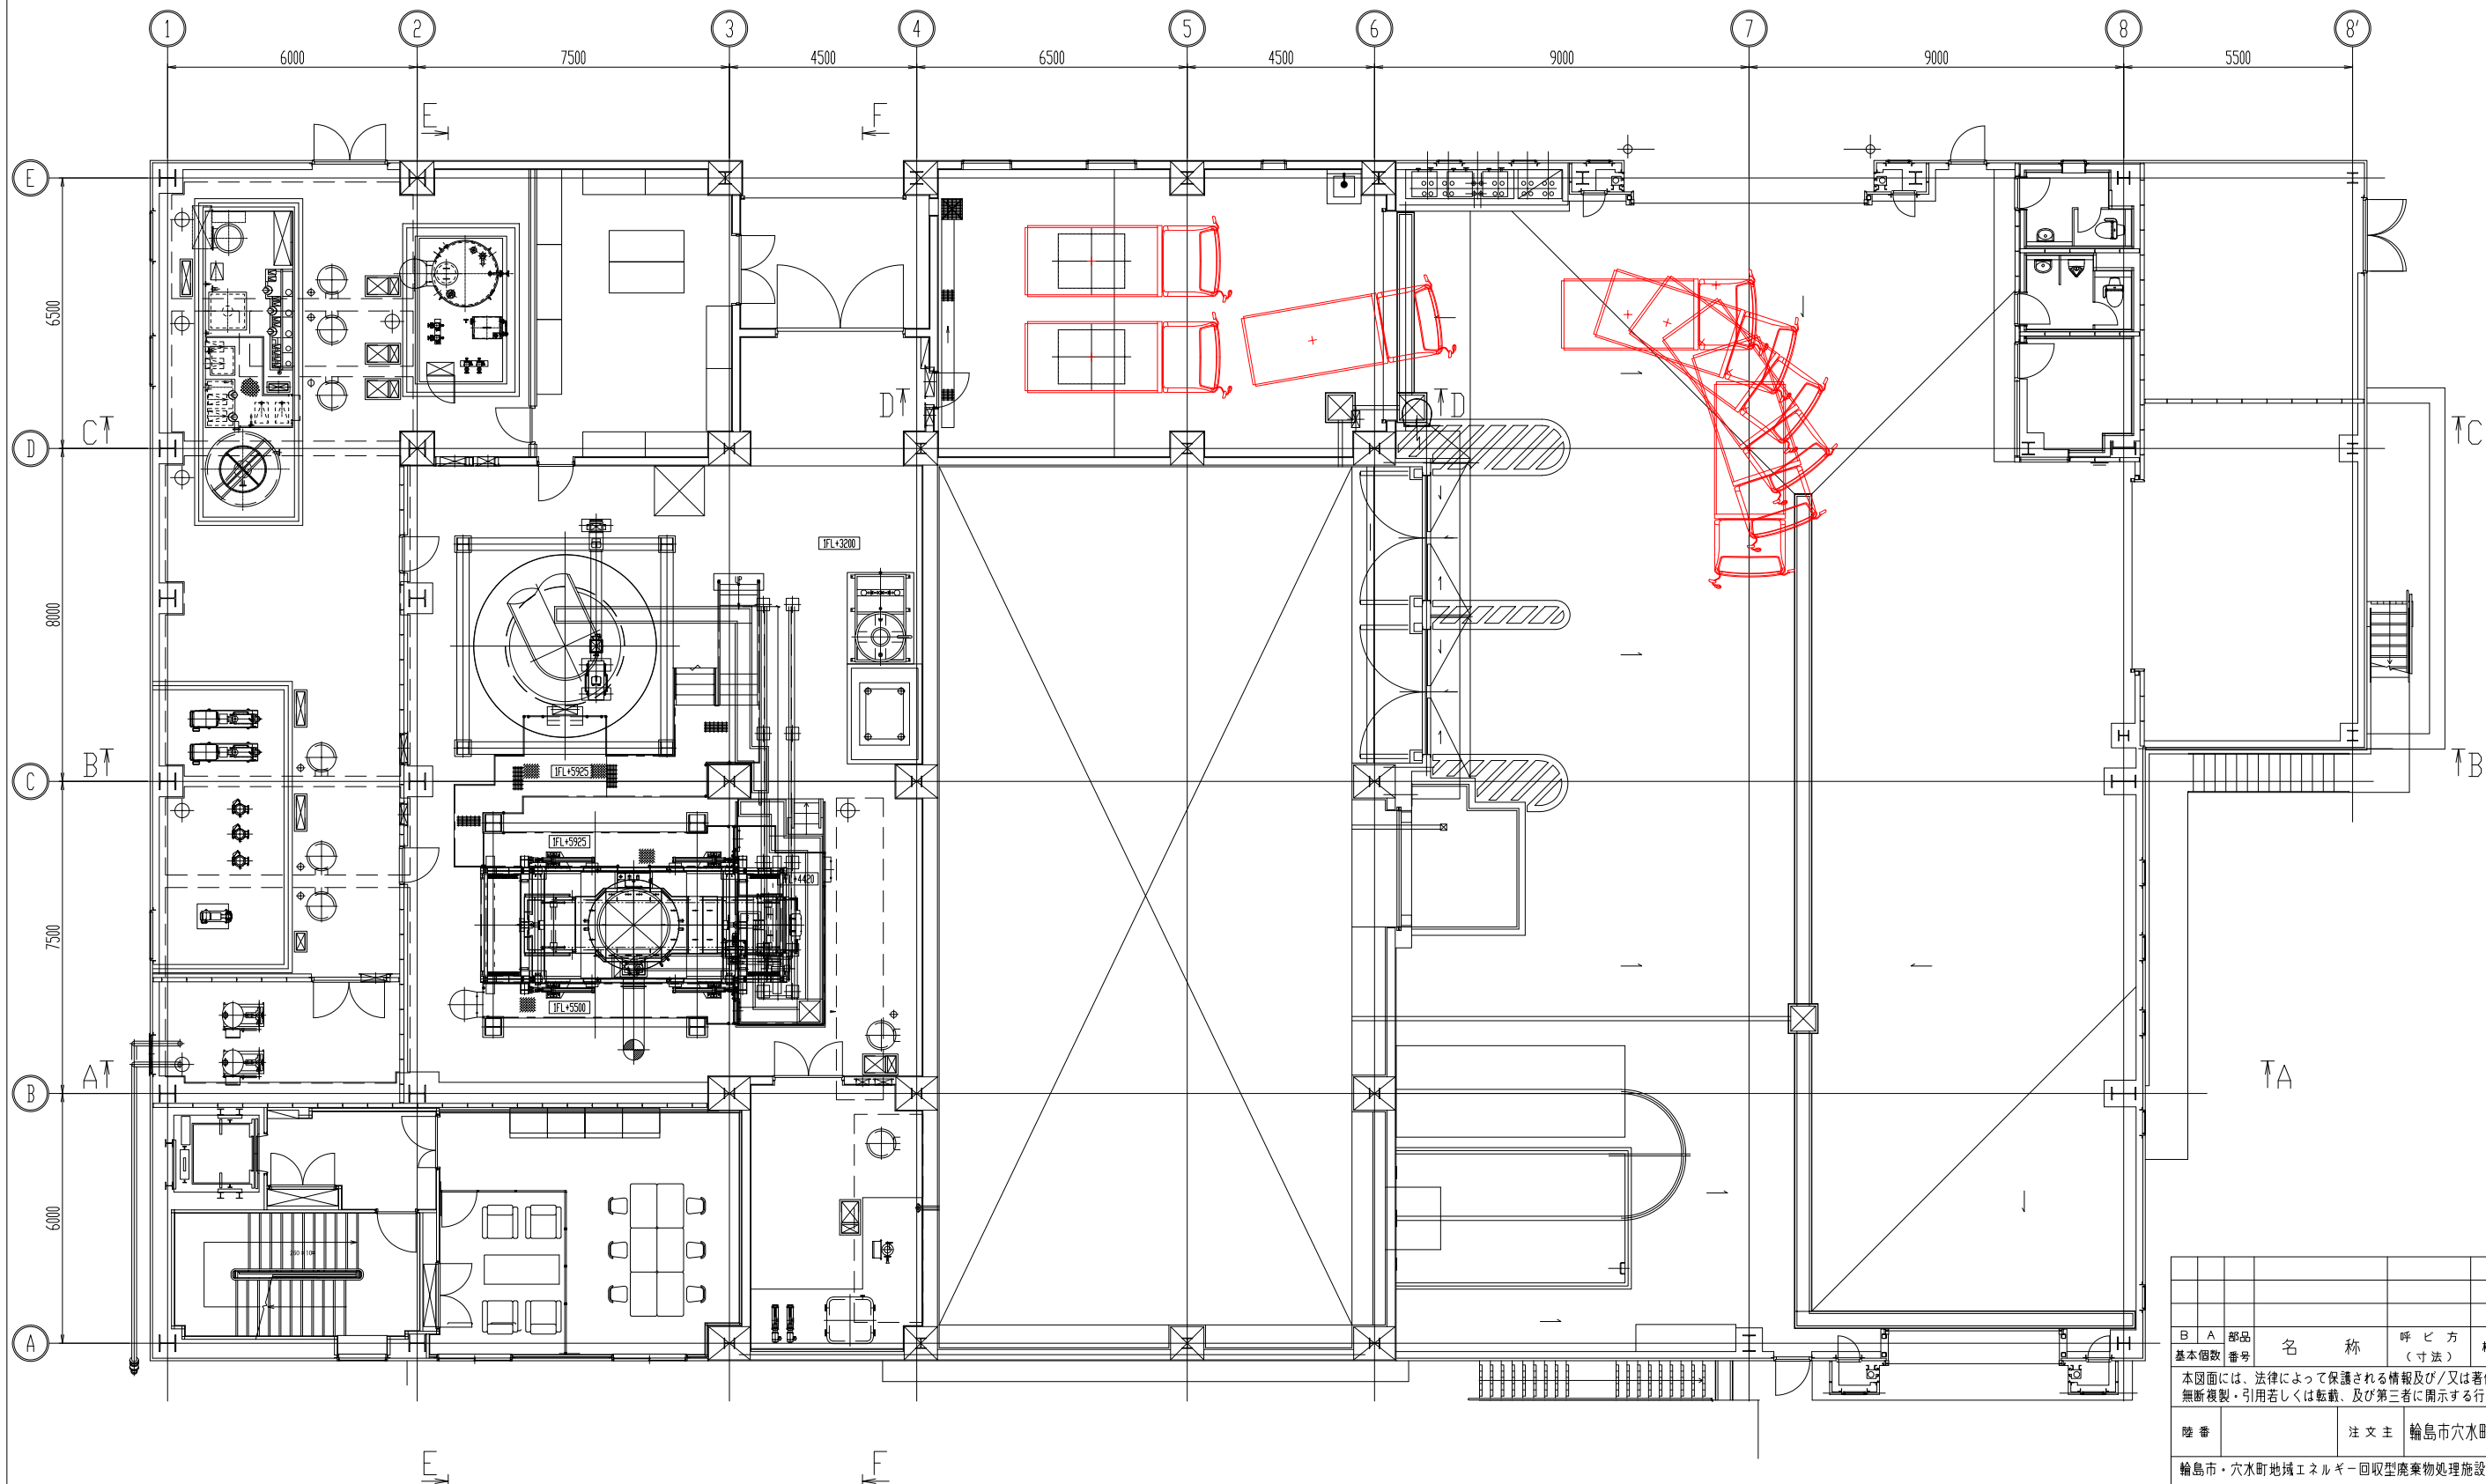 1 2 3 4 5 6 7 8 8'
6000 7500 4500 6500 4500 9000 9000 5500
E F
E
6500
D D
C C
D
1FL+3200
8000
UP
B B
1FL+5925
C
1FL+5925
7500
1FL+5500
A A
B
6000
A
B A 部品 名 称 呼 ビ 方
基本個数 番号 (寸法)
本図面には、法律によって保護される情報及び/又は著
無断複製・引用若しくは転載、及び第三者に開示する行
陸番 注文主 輪島市穴水町
輪島市・穴水町地域エネルギー回収型廃棄物処理施設
E F